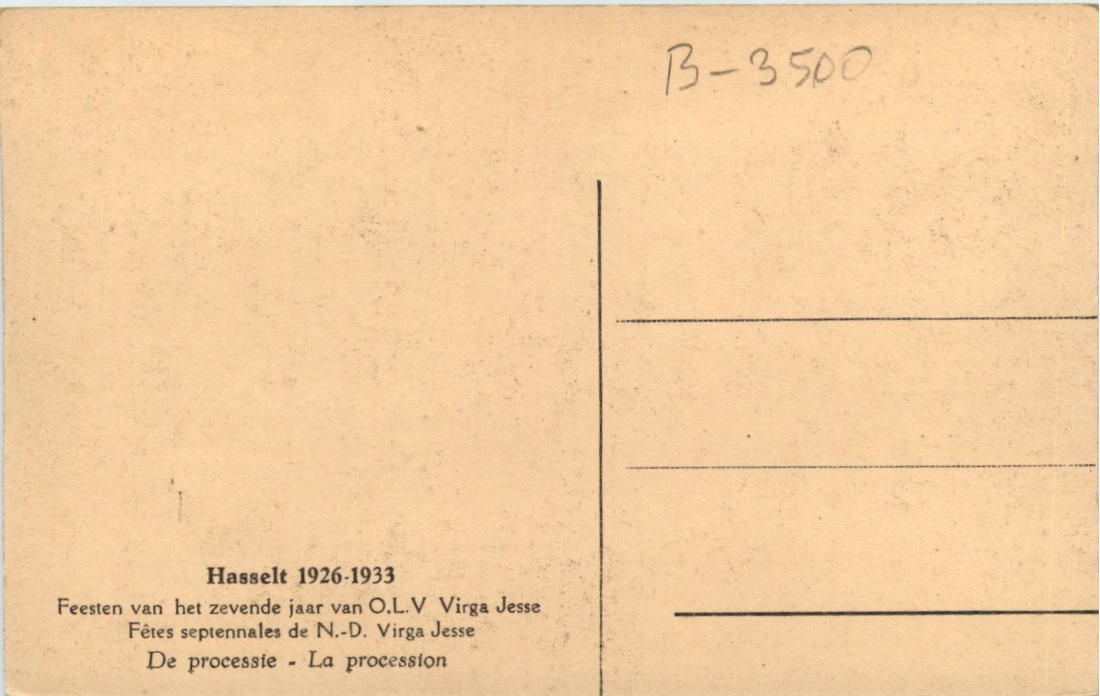 B-3500
Hasselt 1926-1933
Feesten van het zevende jaar van O.L.V Virga Jesse
Fêtes septennales de N.-D. Virga Jesse
De processie - La procession